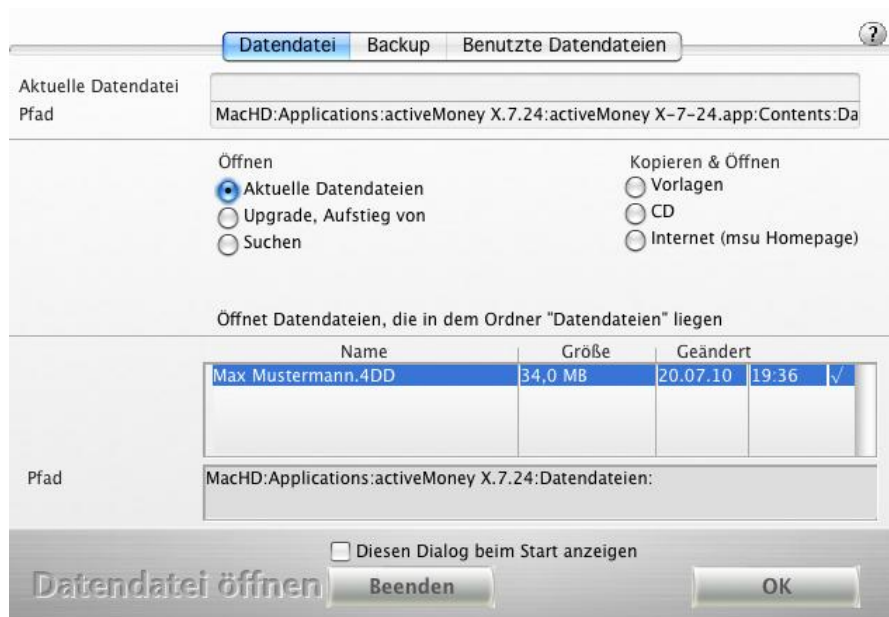 Datendatei Backup Benutzte Datendateien ?
Aktuelle Datendatei
Pfad MacHD:Applications:activeMoney X.7.24:activeMoney X-7-24.app:Contents:Da
Öffnen Kopieren & Öffnen
Aktuelle Datendateien Vorlagen
Upgrade, Aufstieg von CD
Suchen Internet (msu Homepage)
Öffnet Datendateien, die in dem Ordner "Datendateien" liegen
Name Größe Geändert
Max Mustermann.4DD 34,0 MB 20.07.10 19:36 √
Pfad MacHD:Applications:activeMoney X.7.24:Datendateien:
Diesen Dialog beim Start anzeigen
Datendatei öffnen Beenden OK